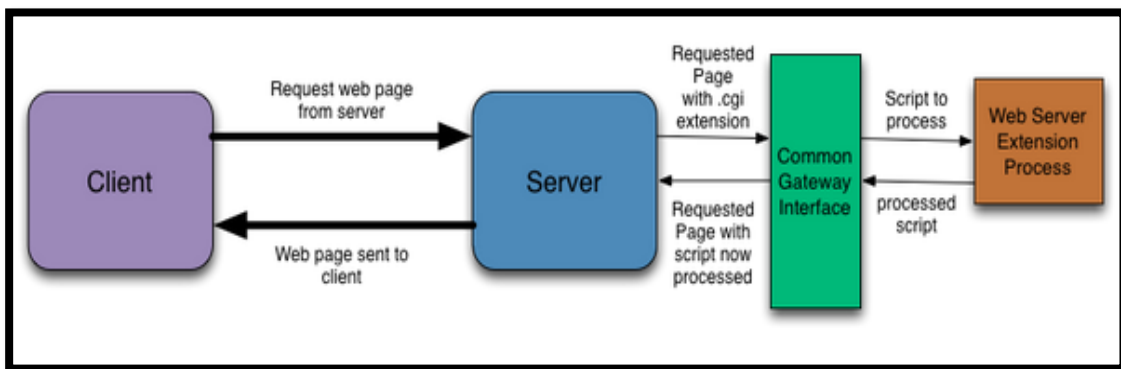 Client
Request web page
from server
Web page sent to
client
Server
Requested
Page
with .cgi
extension
Requested
Page with
script now
processed
Common
Gateway
Interface
Script to
process
processed
script
Web Server
Extension
Process